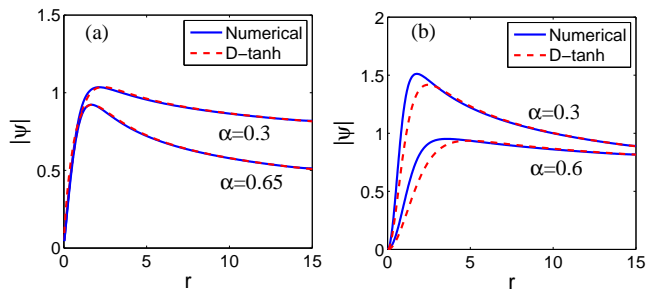 (a)
Numerical
D−tanh
α=0.3
α=0.65
|ψ|
1.5
1
0.5
0
0
5
10
15
r
(b)
Numerical
D−tanh
α=0.3
α=0.6
|ψ|
2
1.5
1
0.5
0
0
5
10
15
r